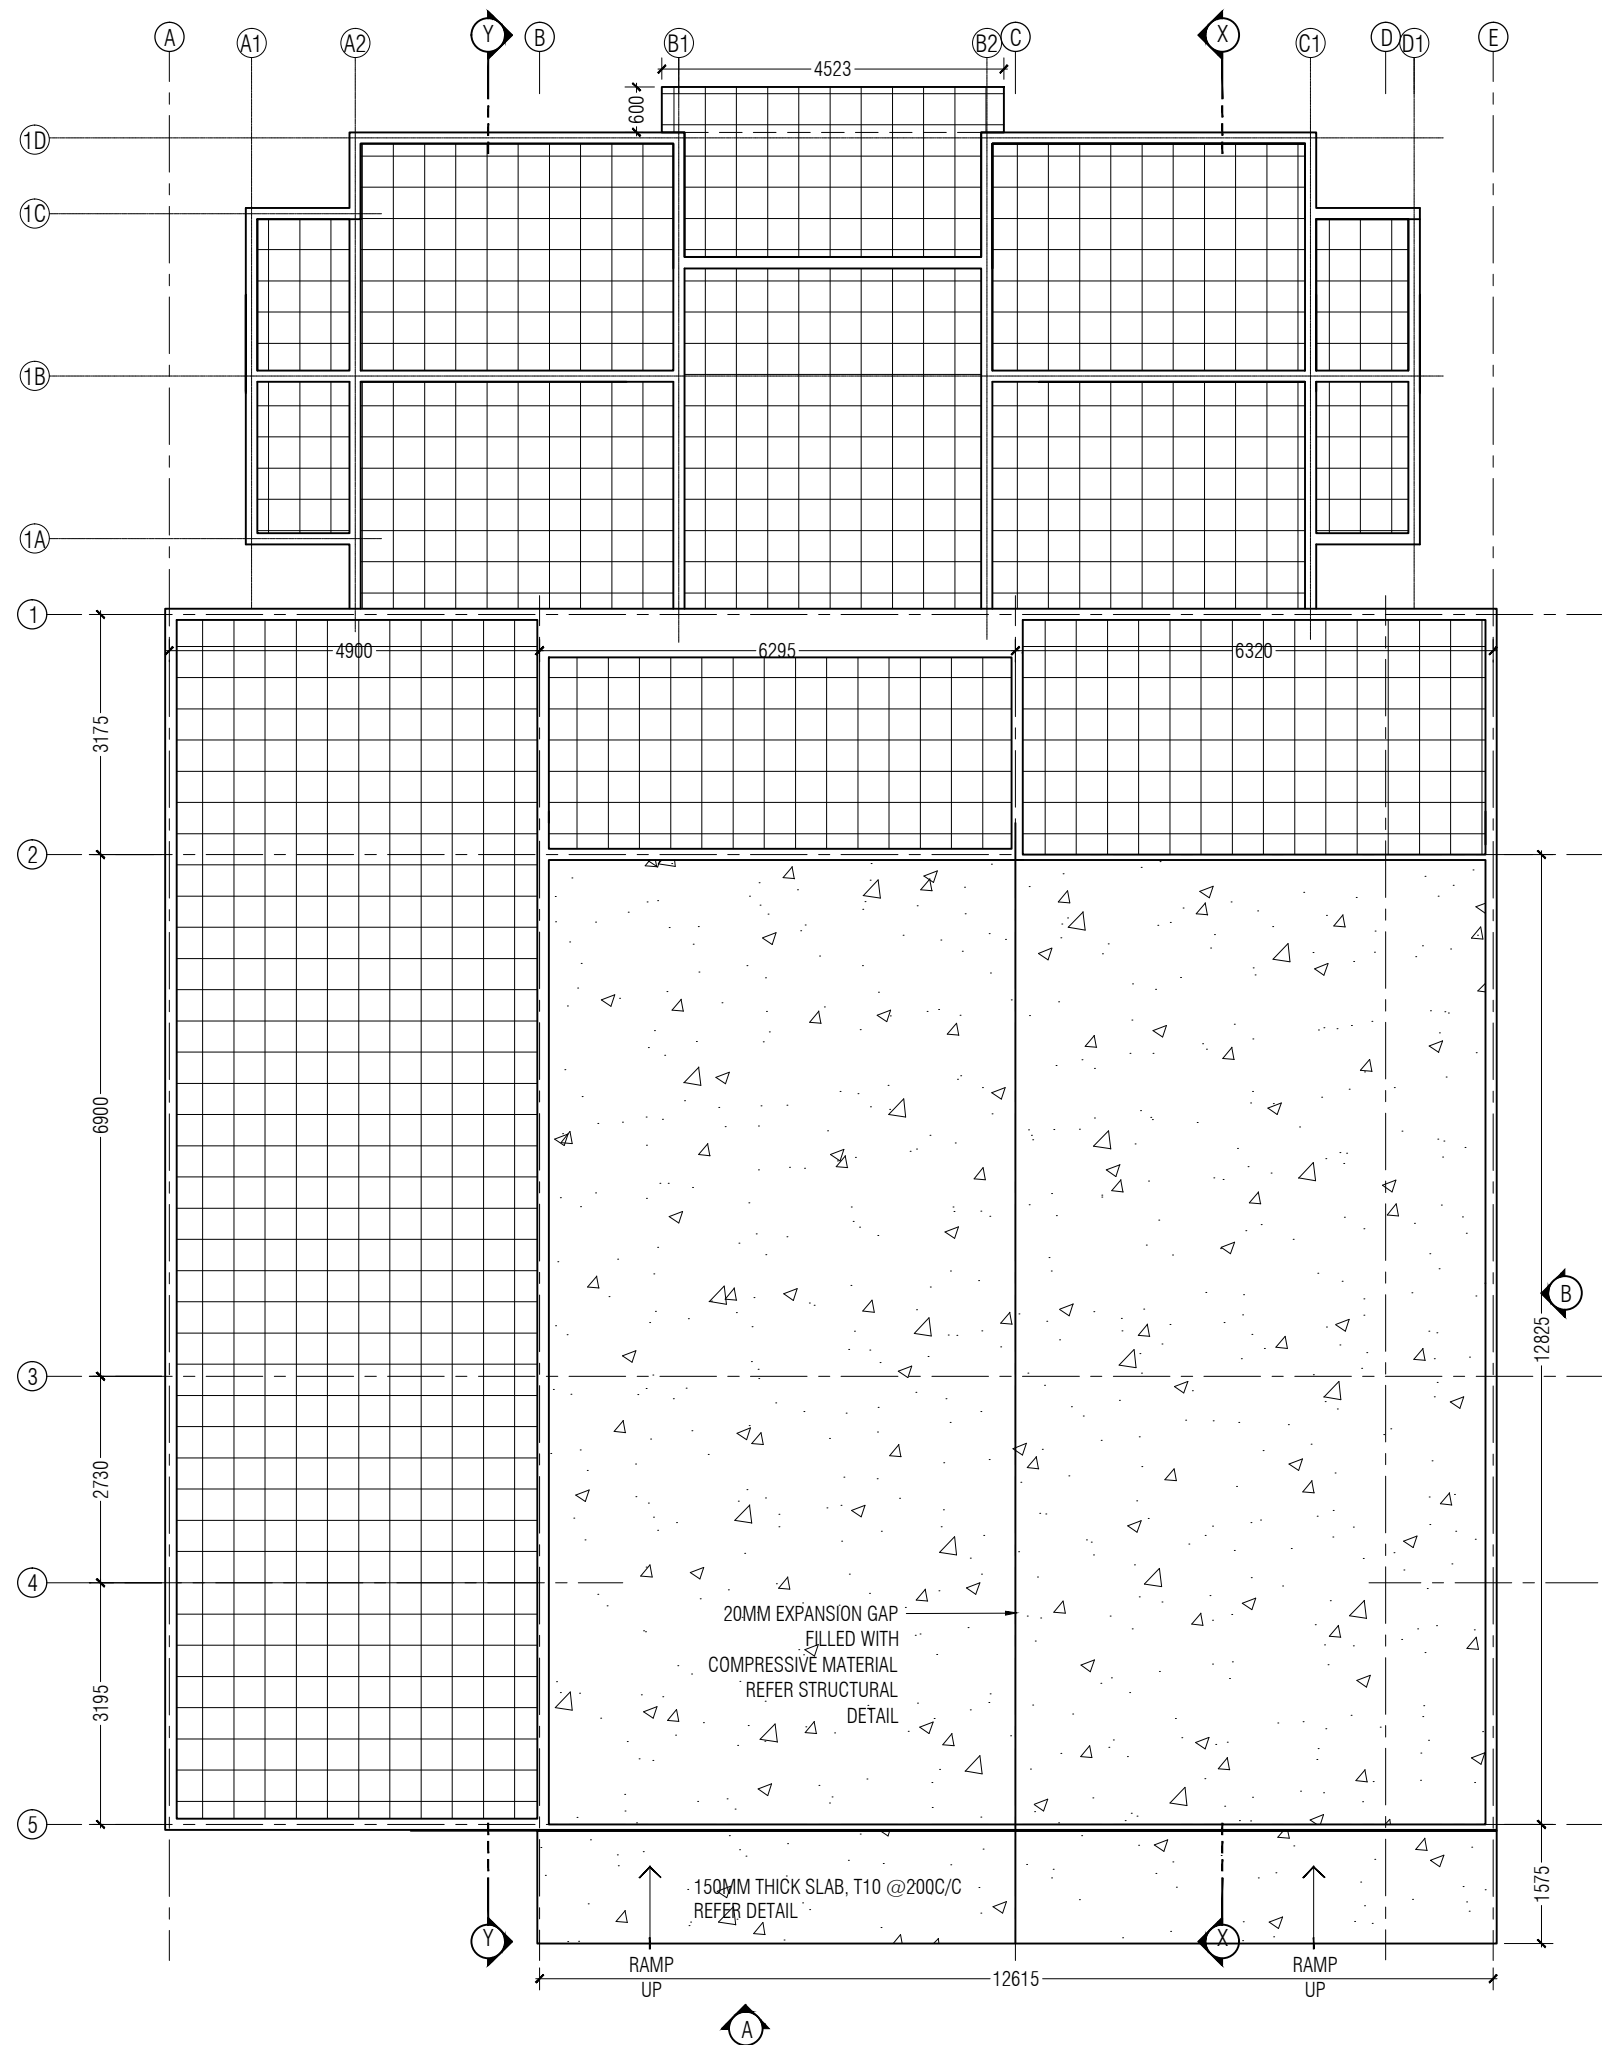 A
A1
A2
Y
B
B1
B2
C
X
C1
D
D1
E
4523
600
1D
1C
1B
1A
1
4900
6295
6320
3175
2
6900
B
12825
3
2730
4
20MM EXPANSION GAP
FILLED WITH
COMPRESSIVE MATERIAL
REFER STRUCTURAL
DETAIL
3195
5
150MM THICK SLAB, T10 @200C/C
REFER DETAIL
1575
Y
X
RAMP
UP
RAMP
UP
12615
A